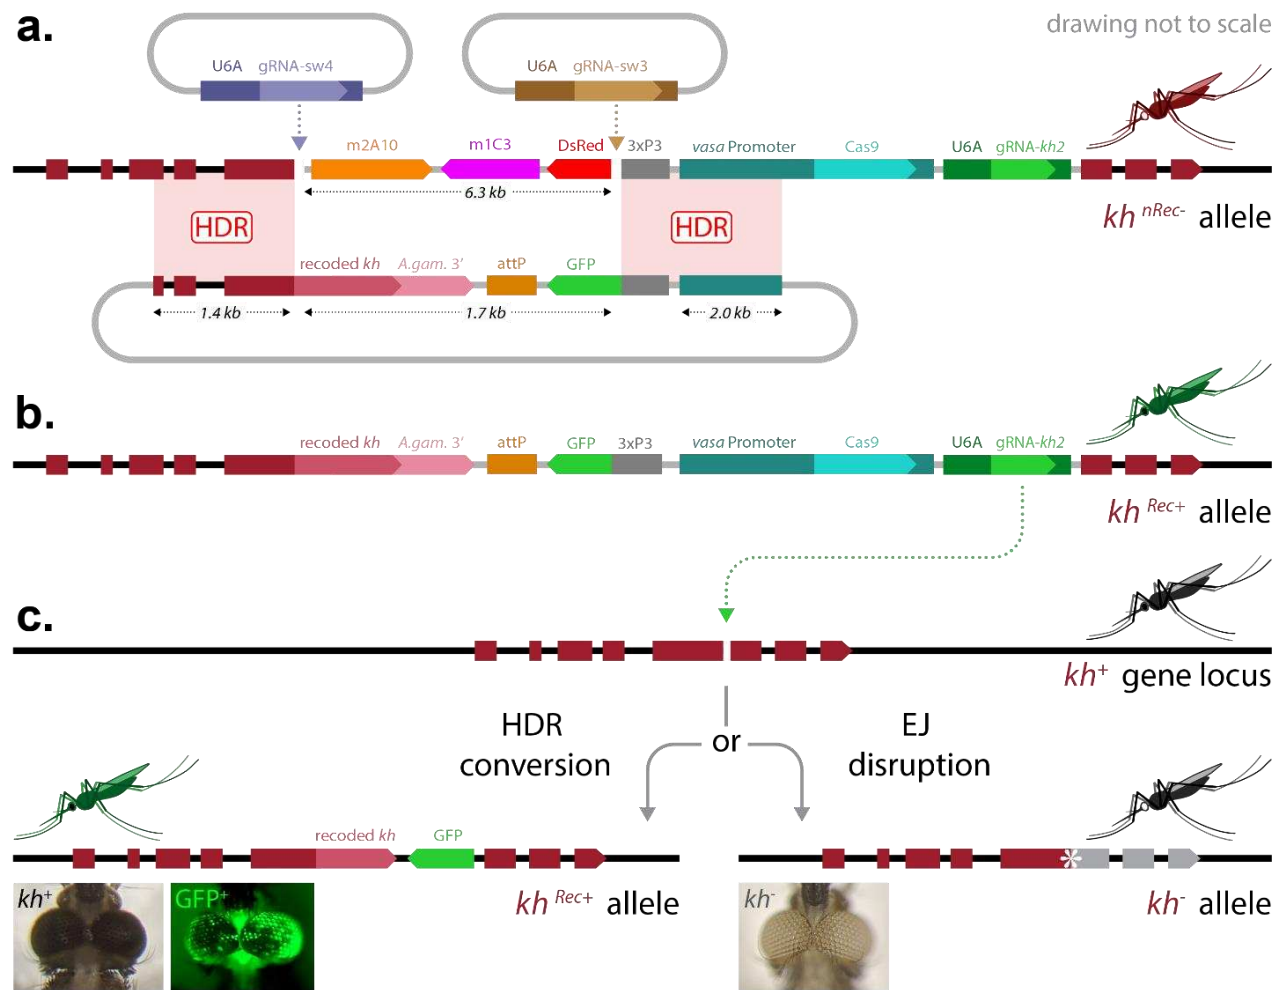 a.
drawing not to scale
U6A gRNA-sw4
U6A gRNA-sw3
m2A10 m1C3 DsRed 3xP3 vasa Promoter Cas9 U6A gRNA-kh2
6.3 kb
HDR HDR
kh nRec- allele
recoded kh A.gam. 3' attP GFP
1.4 kb 1.7 kb 2.0 kb
b.
recoded kh A.gam. 3' attP GFP 3xP3 vasa Promoter Cas9 U6A gRNA-kh2
kh Rec+ allele
c.
kh+ gene locus
HDR
conversion
or
EJ
disruption
recoded kh GFP
kh Rec+ allele
kh- allele
kh+
GFP+
kh-